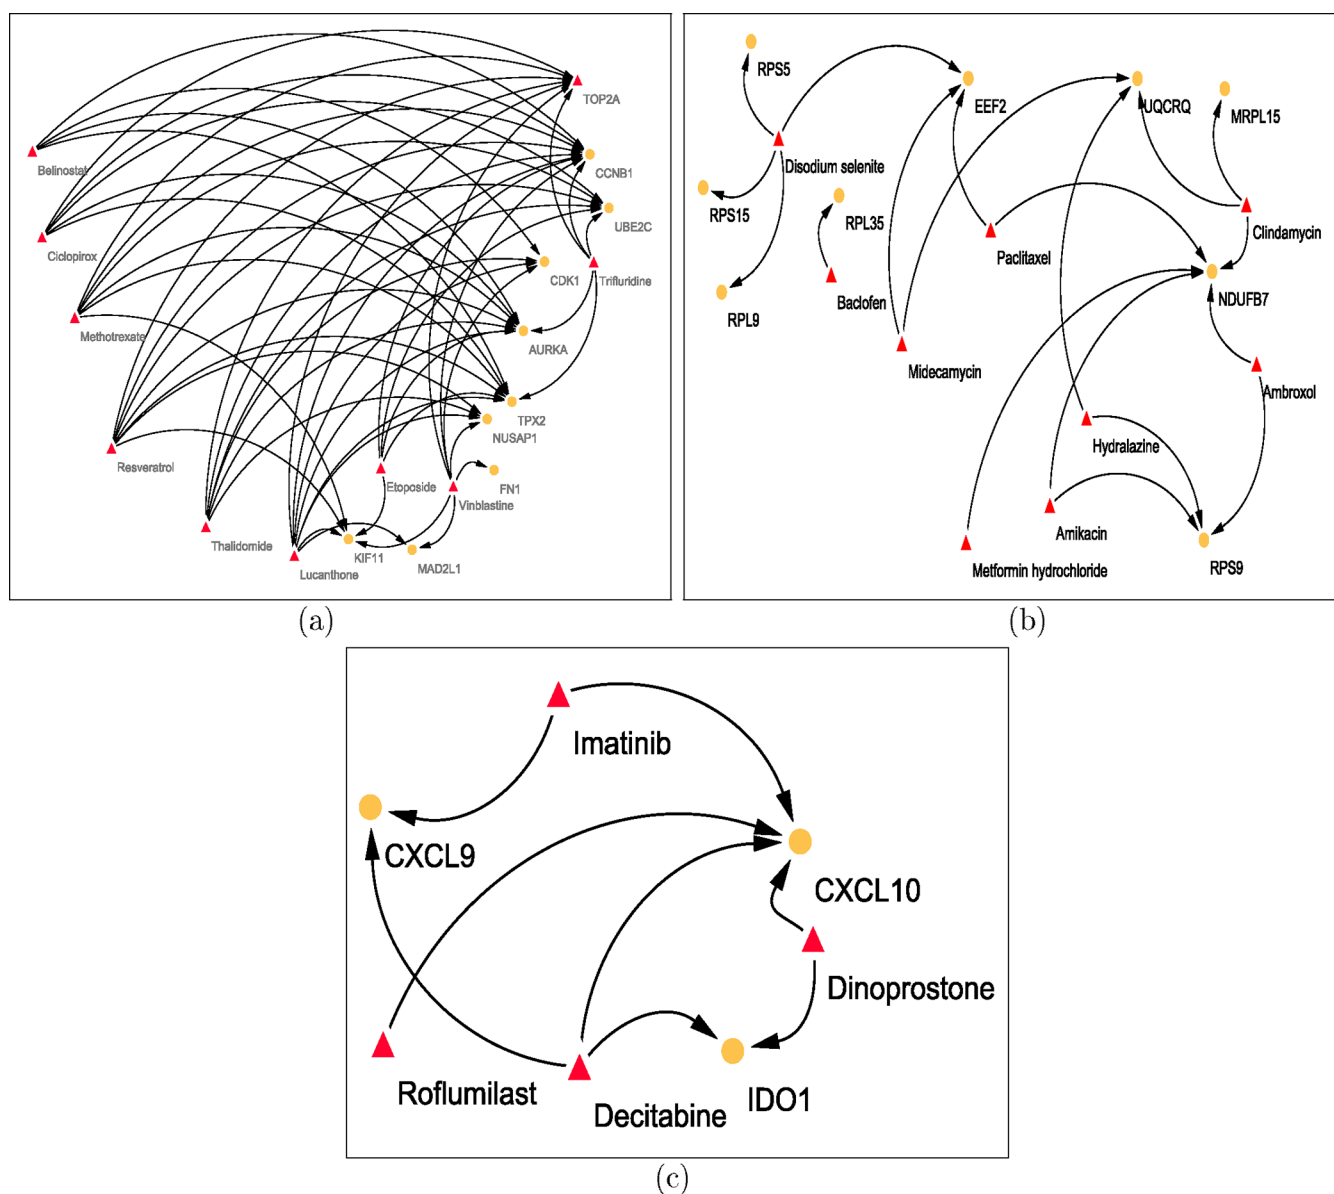 TOP2A
Belinostat
CCNB1
UBE2C
Ciclopirox
CDK1
Trifluridine
Methotrexate
AURKA
TPX2
NUSAP1
Resveratrol
Etoposide
FN1
Vinblastine
Thalidomide
KIF11
MAD2L1
Lucanthone
(a)
RPS5
EEF2
UQCRQ
MRPL15
Disodium selenite
RPS15
RPL35
Clindamycin
Paclitaxel
Baclofen
NDUFB7
RPL9
Midecamycin
Ambroxol
Hydralazine
Amikacin
Metformin hydrochloride
RPS9
(b)
Imatinib
CXCL9
CXCL10
Dinoprostone
Roflumilast
Decitabine
IDO1
(c)